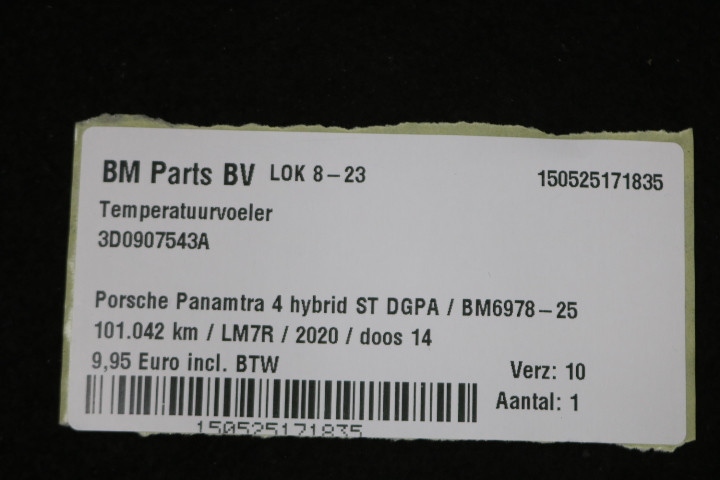 BM Parts BV LOK 8-23 150525171835
Temperatuurvoeler
3D0907543A
Porsche Panamtra 4 hybrid ST DGPA / BM6978-25
101.042 km / LM7R / 2020 / doos 14
9,95 Euro incl. BTW Verz: 10
Aantal: 1
150525171835